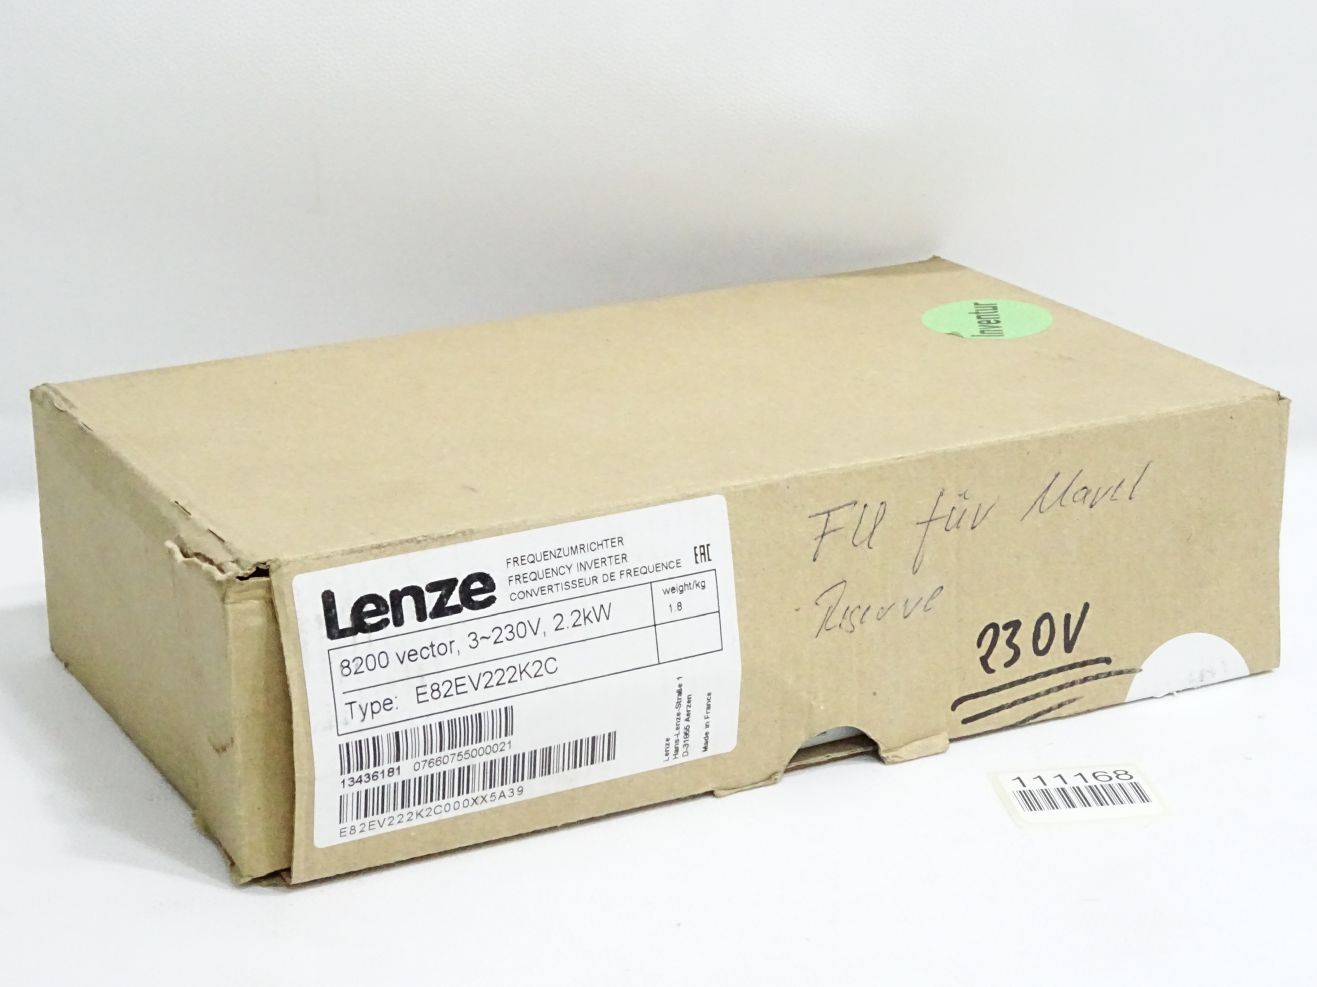 Inventur
Lenze
FREQUENZUMRICHTER
FREQUENCY INVERTER
CONVERTISSEUR DE FREQUENCE
EAC
8200 vector, 3~230V, 2.2kW
weight/kg
1.8
Type: E82EV222K2C
13436181 07660755000021
E82EV222K2C000XX5A39
Lenze
Hans-Lenze-Straße 1
D-31855 Aerzen
Made in France
FU für
Reserve
230V
111168